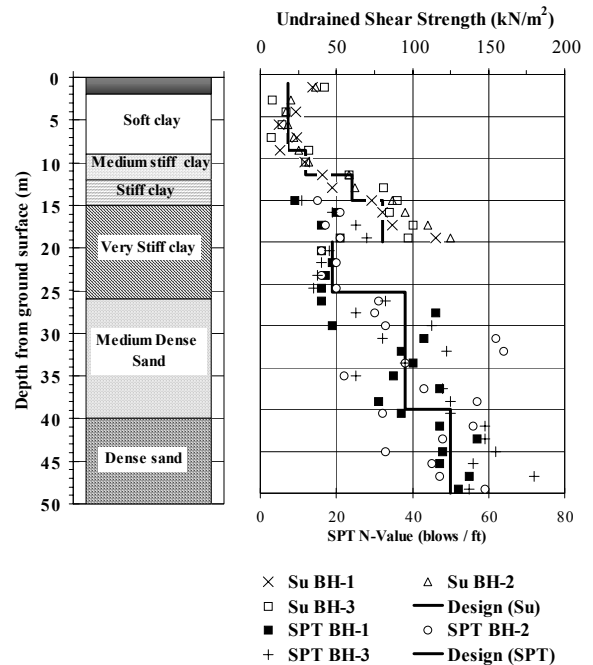 Undrained Shear Strength (kN/m²)
0 50 100 150 200
Depth from ground surface (m)
0
5
10
15
20
25
30
35
40
45
50
Soft clay
Medium stiff clay
Stiff clay
Very Stiff clay
Medium Dense
Sand
Dense sand
0 20 40 60 80
SPT N-Value (blows / ft)
Su BH-1 Su BH-2
Su BH-3 Design (Su)
SPT BH-1 SPT BH-2
SPT BH-3 Design (SPT)